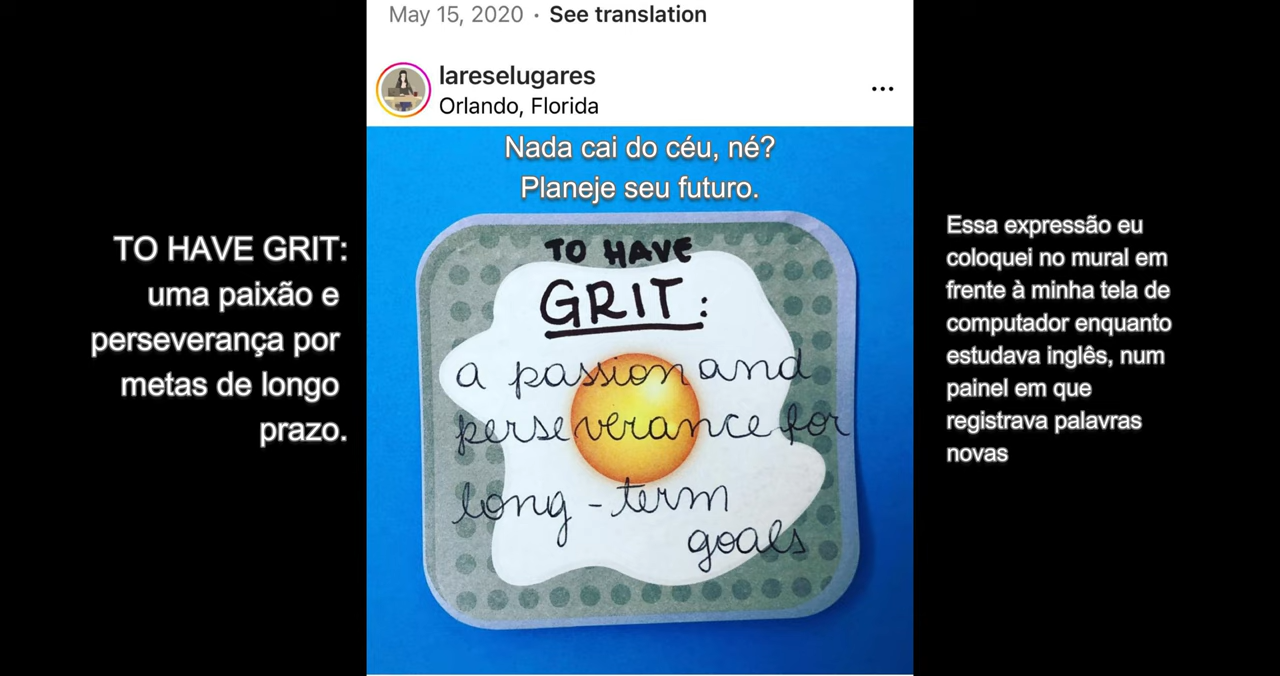 May 15, 2020 · See translation
lareselugares
Orlando, Florida
Nada cai do céu, né?
Planeje seu futuro.
TO HAVE
GRIT:
a passion and
perseverance for
long-term
goals
TO HAVE GRIT:
uma paixão e
perseverança por
metas de longo
prazo.
Essa expressão eu
coloquei no mural em
frente à minha tela de
computador enquanto
estudava inglês, num
painel em que
registrava palavras
novas